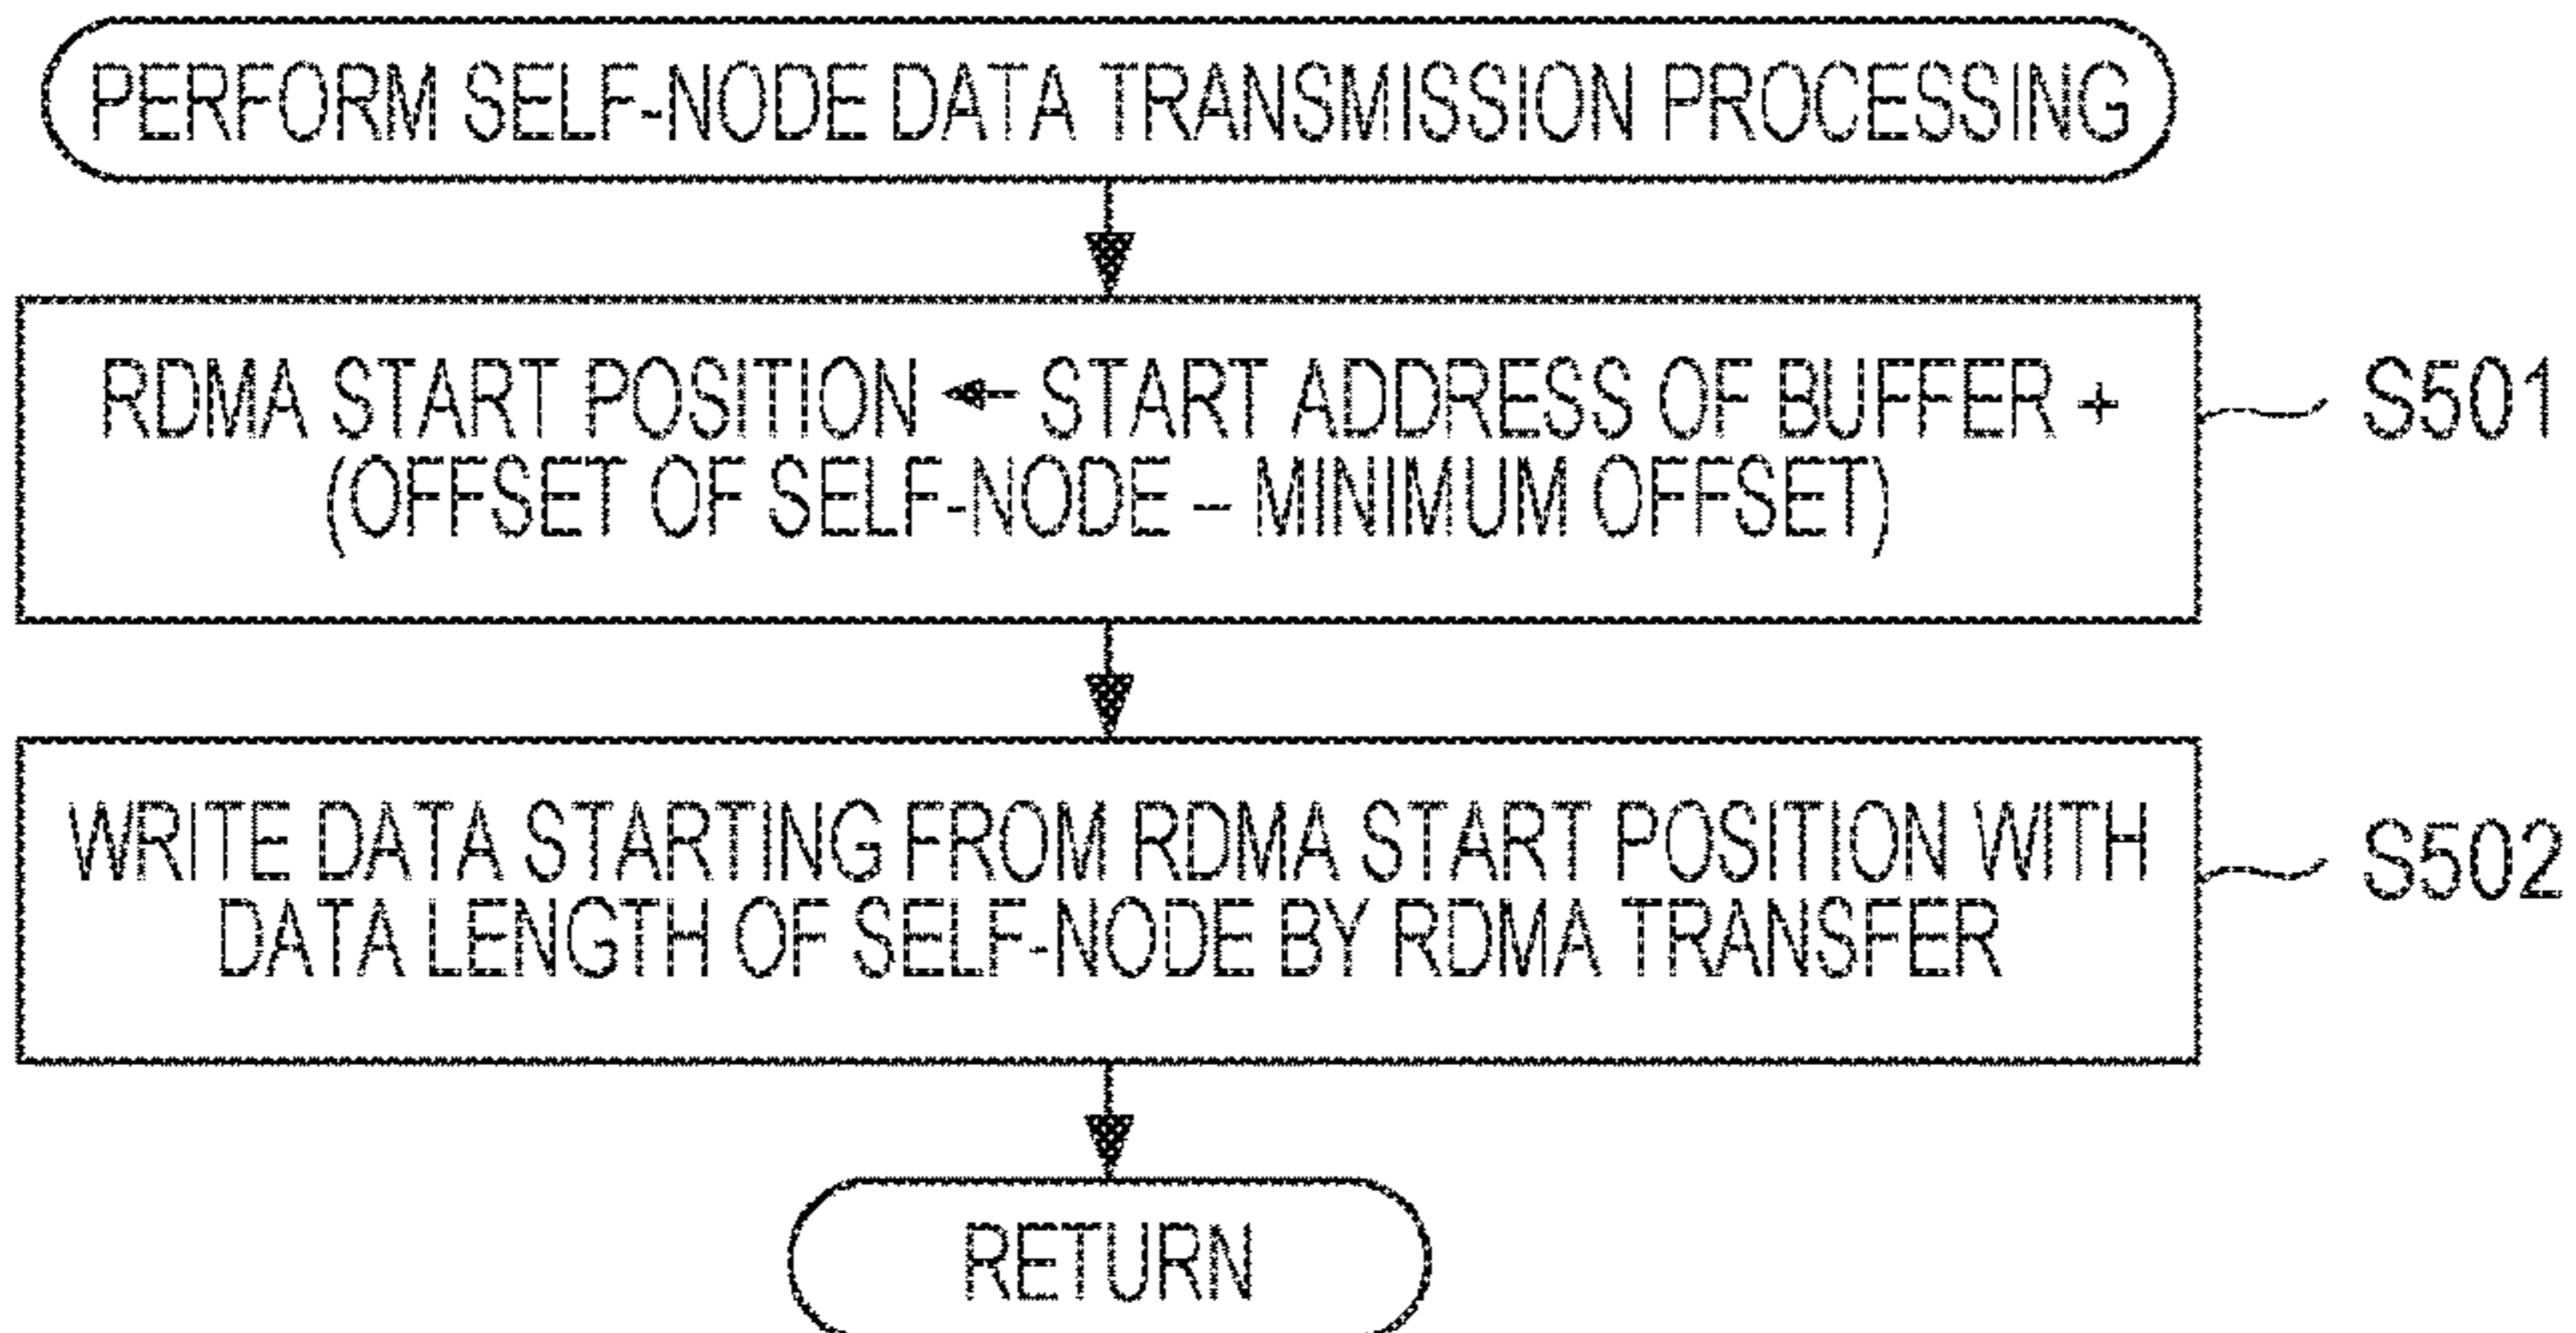 PERFORM SELF-NODE DATA TRANSMISSION PROCESSING
RDMA START POSITION ← START ADDRESS OF BUFFER +
(OFFSET OF SELF-NODE – MINIMUM OFFSET)
S501
WRITE DATA STARTING FROM RDMA START POSITION WITH
DATA LENGTH OF SELF-NODE BY RDMA TRANSFER
S502
RETURN